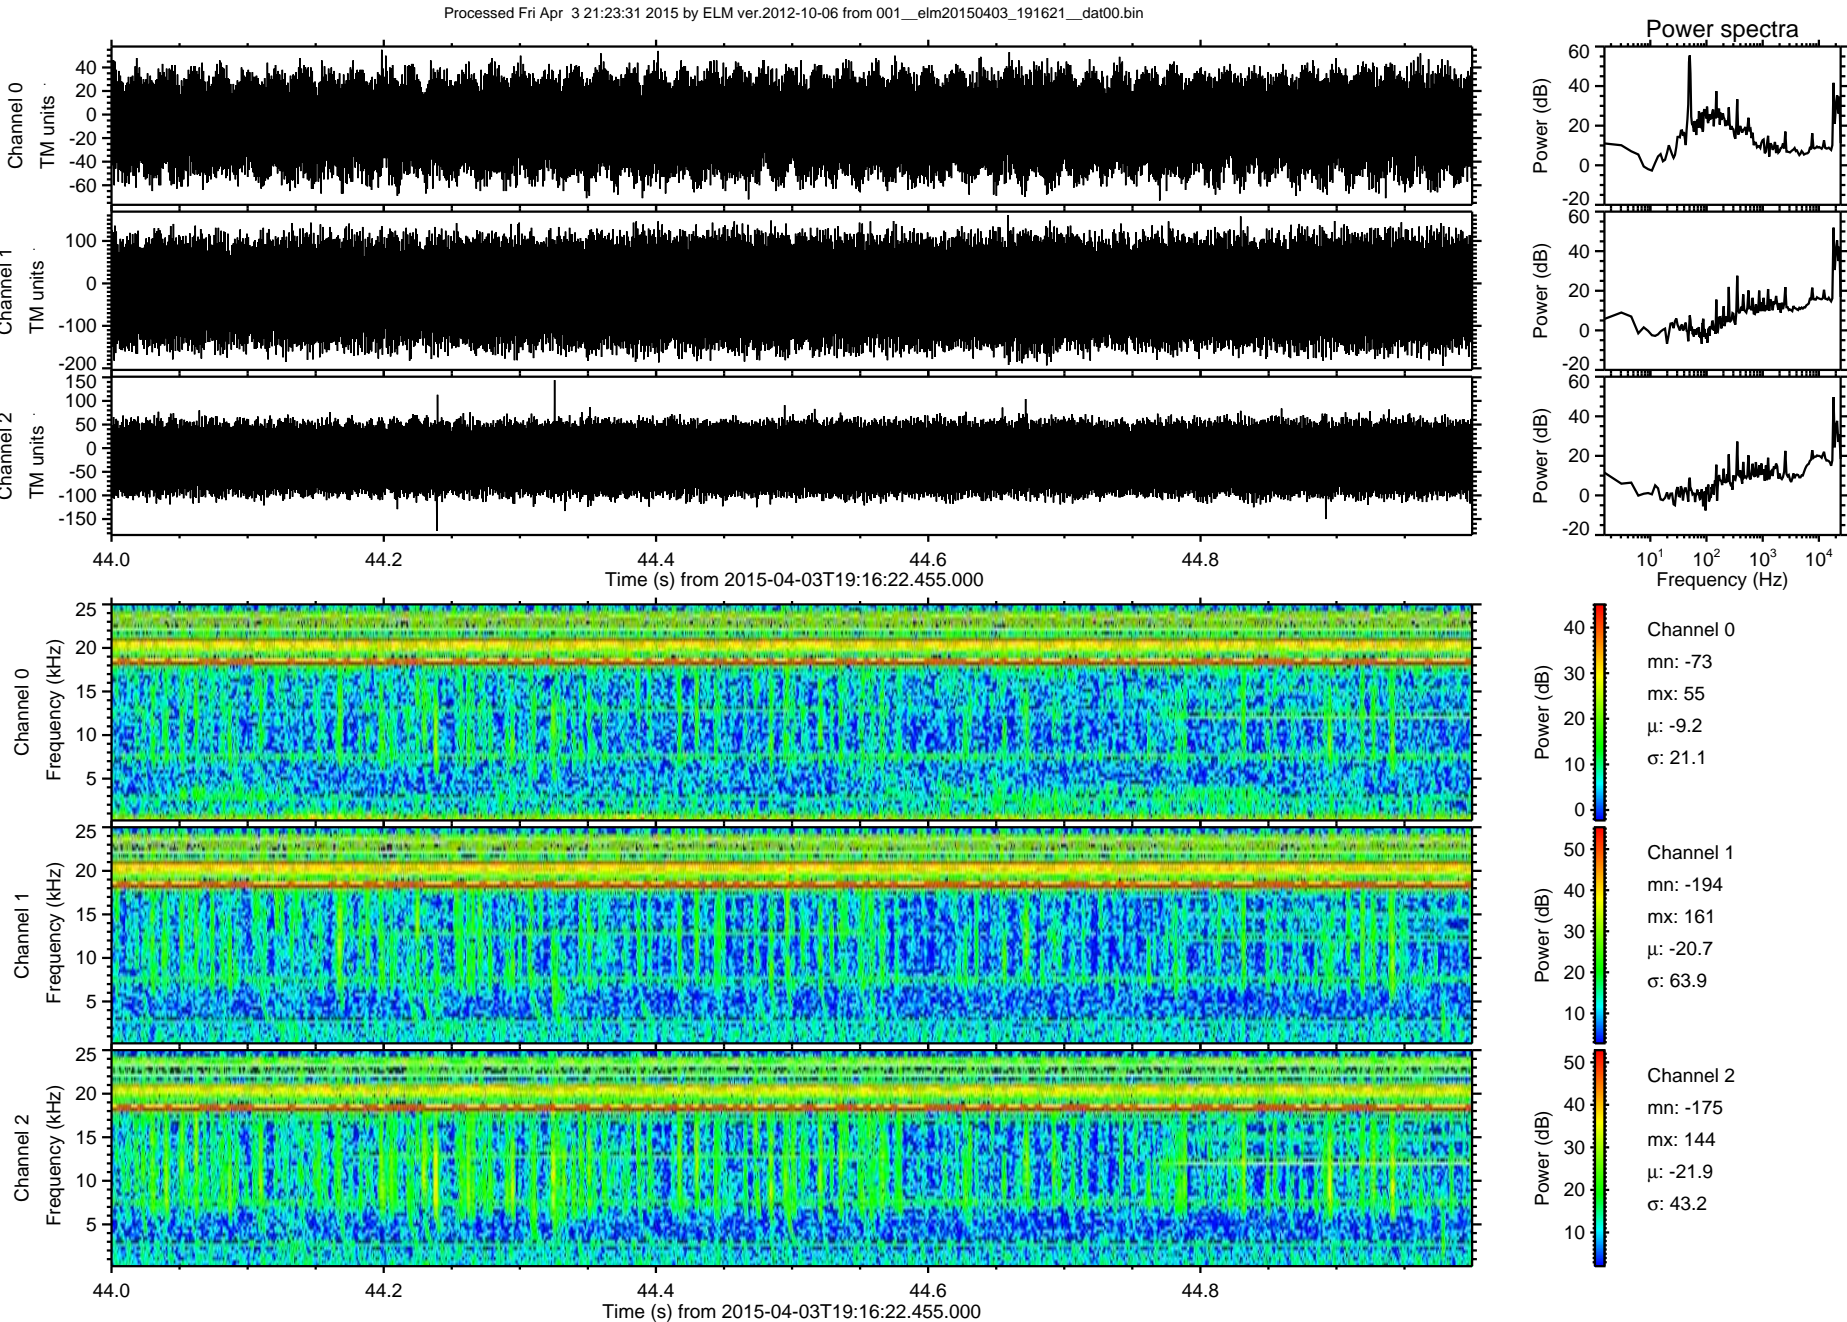 Processed Fri Apr  3 21:23:31 2015 by ELM ver.2012-10-06 from 001__elm20150403_191621__dat00.bin
Power spectra
Channel 0
TM units
40
20
0
-20
-40
-60
Power (dB)
60
40
20
0
-20
Channel 1
TM units
100
0
-100
-200
Power (dB)
60
40
20
0
-20
Channel 2
TM units
150
100
50
0
-50
-100
-150
Power (dB)
60
40
20
0
-20
44.0 44.2 44.4 44.6 44.8
Time (s) from 2015-04-03T19:16:22.455.000
10^1 10^2 10^3 10^4
Frequency (Hz)
Channel 0
Frequency (kHz)
25
20
15
10
5
Power (dB)
40
30
20
10
0
Channel 0
mn: -73
mx: 55
μ: -9.2
σ: 21.1
Channel 1
Frequency (kHz)
25
20
15
10
5
Power (dB)
50
40
30
20
10
Channel 1
mn: -194
mx: 161
μ: -20.7
σ: 63.9
Channel 2
Frequency (kHz)
25
20
15
10
5
Power (dB)
50
40
30
20
10
Channel 2
mn: -175
mx: 144
μ: -21.9
σ: 43.2
44.0 44.2 44.4 44.6 44.8
Time (s) from 2015-04-03T19:16:22.455.000